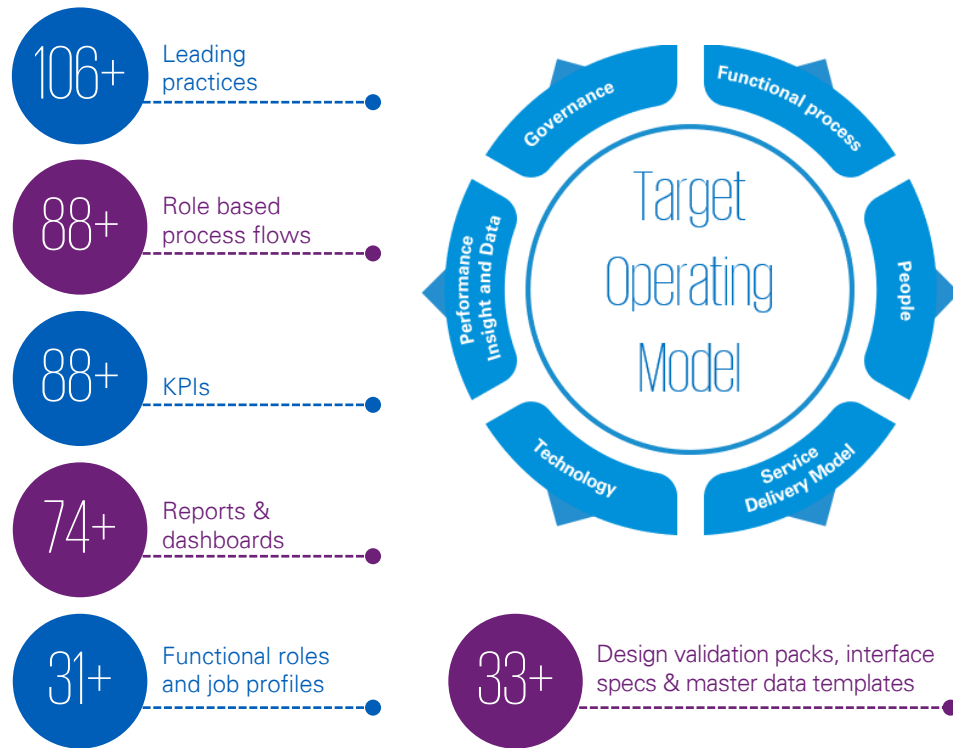 106+
Leading
practices
88+
Role based
process flows
88+
KPIs
74+
Reports &
dashboards
31+
Functional roles
and job profiles
Governance
Functional process
People
Service
Delivery Model
Technology
Performance
Insight and Data
Target
Operating
Model
33+
Design validation packs, interface
specs & master data templates